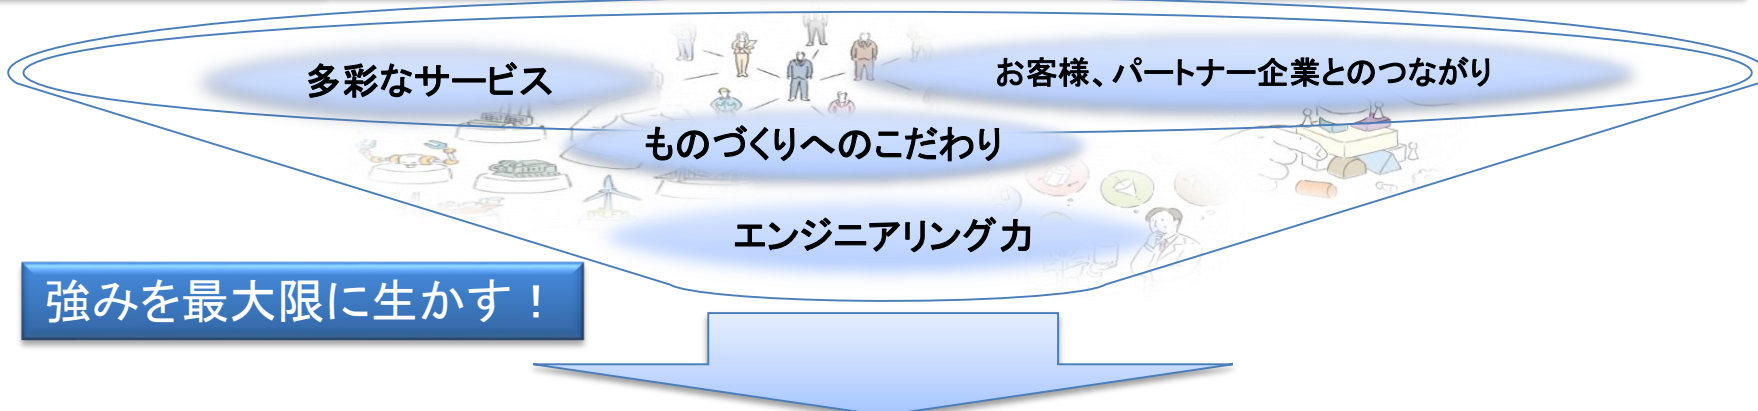 多彩なサービス
お客様、パートナー企業とのつながり
ものづくりへのこだわり
エンジニアリング力
強みを最大限に生かす！